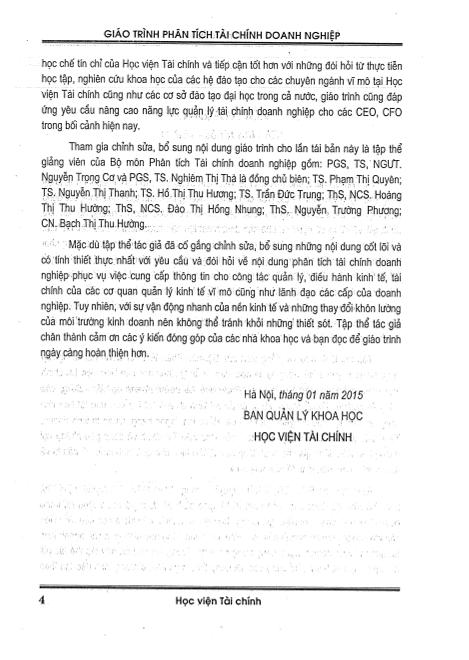 GIÁO TRÌNH PHÂN TÍCH TÀI CHÍNH DOANH NGHIỆP
học chế tín chỉ của Học viện Tài chính và tiếp cận tốt hơn với những đòi hỏi từ thực tiễn
học tập, nghiên cứu khoa học của các hệ đào tạo cho các chuyên ngành vĩ mô tại Học
viện Tài chính cũng như các cơ sở đào tạo đại học trong cả nước, giáo trình cũng đáp
ứng yêu cầu nâng cao năng lực quản lý tài chính doanh nghiệp cho các CEO, CFO
trong bối cảnh hiện nay.
Tham gia chỉnh sửa, bổ sung nội dung giáo trình cho lần tái bản này là tập thể
giảng viên của Bộ môn Phân tích Tài chính doanh nghiệp gồm: PGS, TS, NGƯT.
Nguyễn Trọng Cơ và PGS, TS. Nghiêm Thị Thà là đồng chủ biên; TS. Phạm Thị Quyên;
TS. Nguyễn Thị Thanh; TS. Hồ Thị Thu Hương; TS. Trần Đức Trung; ThS, NCS. Hoàng
Thị Thu Hường; ThS, NCS. Đào Thị Hồng Nhung; ThS. Nguyễn Trường Phượng;
CN. Bạch Thị Thu Hường.
Mặc dù tập thể tác giả đã cố gắng chỉnh sửa, bổ sung những nội dung cốt lõi và
có tính thiết thực nhất với yêu cầu và đòi hỏi về nội dung phân tích tài chính doanh
nghiệp phục vụ việc cung cấp thông tin cho công tác quản lý, điều hành kinh tế, tài
chính của các cơ quan quản lý kinh tế vĩ mô cũng như lãnh đạo các cấp của doanh
nghiệp. Tuy nhiên, với sự vận động nhanh của nền kinh tế và những thay đổi khôn lường
của môi trường kinh doanh nên không thể tránh khỏi những thiết sót. Tập thể tác giả
chân thành cảm ơn các ý kiến đóng góp của các nhà khoa học và bạn đọc để giáo trình
ngày càng hoàn thiện hơn.
Hà Nội, tháng 01 năm 2015
BAN QUẢN LÝ KHOA HỌC
HỌC VIỆN TÀI CHÍNH
4
Học viện Tài chính